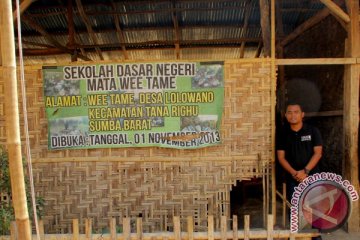 SEKOLAH DASAR NEGERI
MATA WEE TAME
ALAMAT : WEE TAME DESA LOLOWANO
KECAMATAN TANA RIGHU
SUMBA BARAT
DIBUKA : TANGGAL, 01 NOVEMBER 2013
antaranews.com